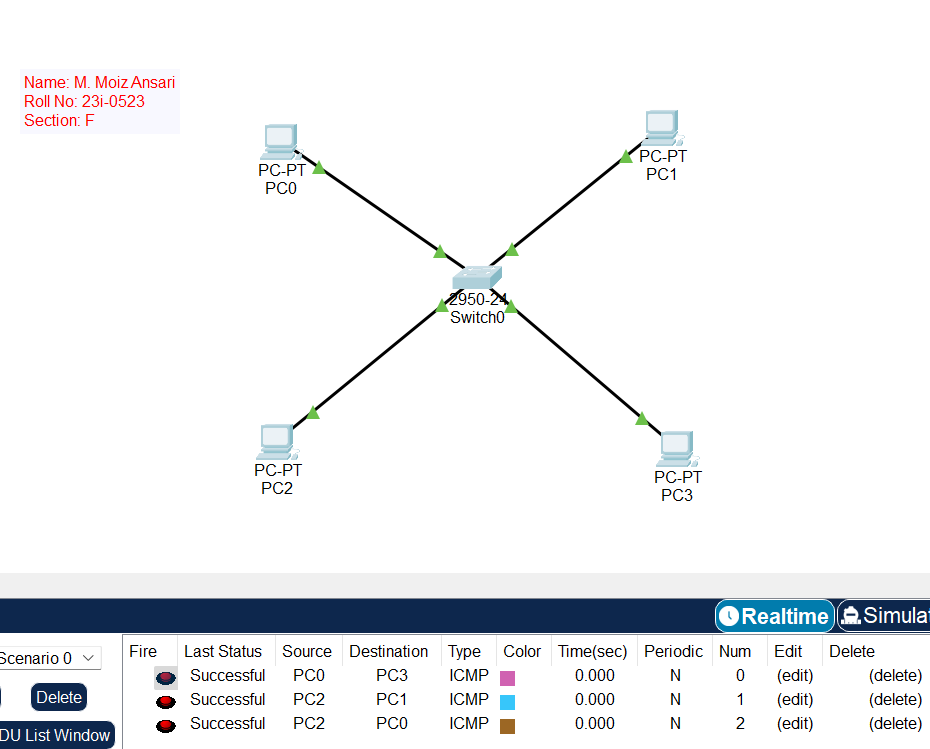 Name: M. Moiz Ansari
Roll No: 23i-0523
Section: F
PC-PT
PC0
PC-PT
PC1
2950-24
Switch0
PC-PT
PC2
PC-PT
PC3
Realtime
Scenario 0
Delete
DU List Window
Fire Last Status Source Destination Type Color Time(sec) Periodic Num Edit Delete
Successful PC0 PC3 ICMP 0.000 N 0 (edit) (delete)
Successful PC2 PC1 ICMP 0.000 N 1 (edit) (delete)
Successful PC2 PC0 ICMP 0.000 N 2 (edit) (delete)